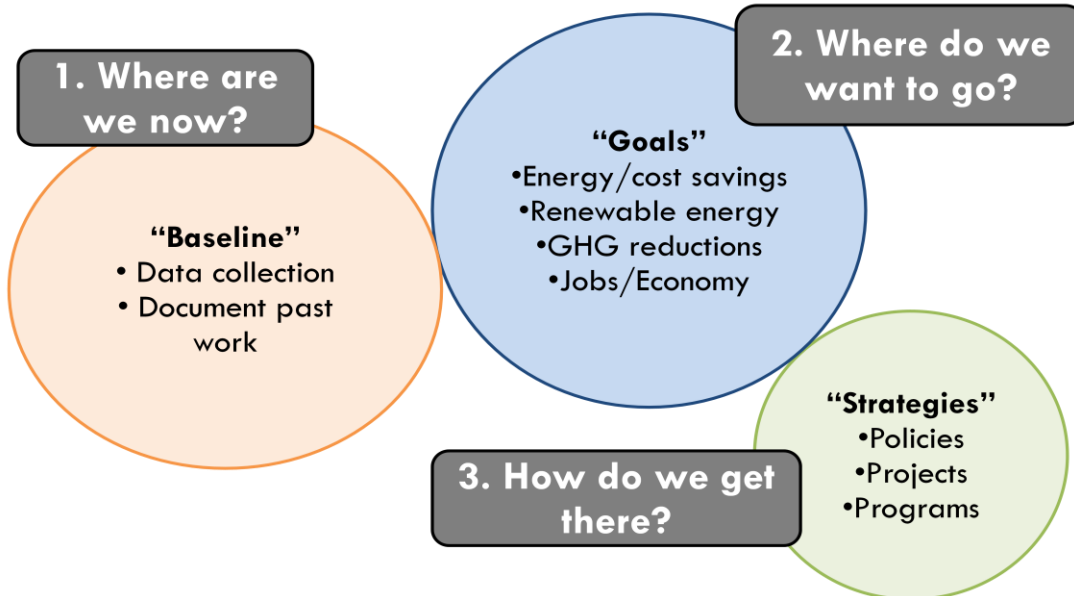 1. Where are
we now?
“Baseline”
• Data collection
• Document past
work
2. Where do we
want to go?
“Goals”
•Energy/cost savings
•Renewable energy
•GHG reductions
•Jobs/Economy
3. How do we get
there?
“Strategies”
•Policies
•Projects
•Programs